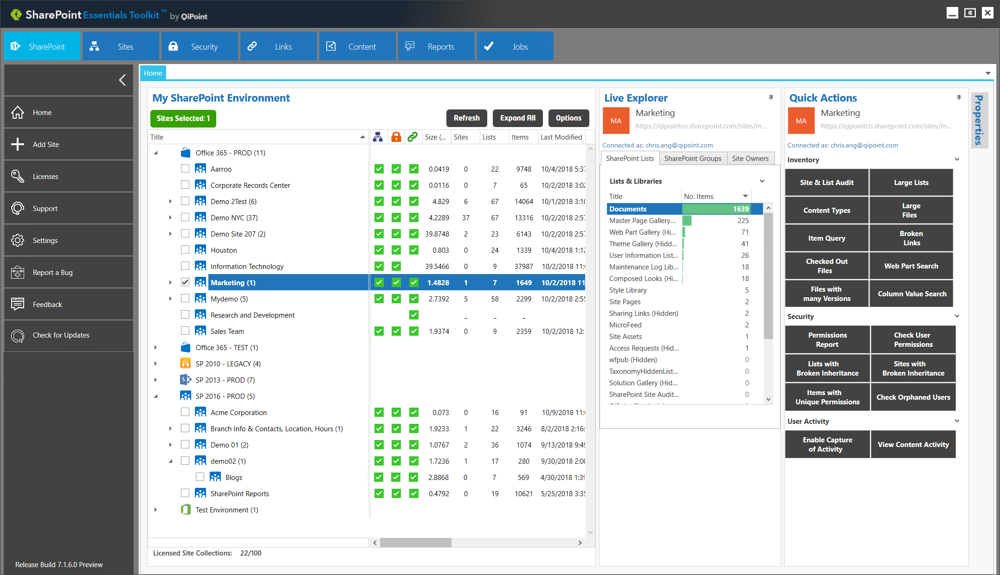 SharePoint Essentials Toolkit™ by QiPoint
SharePoint
Sites
Security
Links
Content
Reports
Jobs
Home
Add Site
Licenses
Support
Settings
Report a Bug
Feedback
Check for Updates
Release Build 7.1.6.0 Preview
Home
My SharePoint Environment
Sites Selected: 1
Refresh
Expand All
Options
Title Size (... Sites Lists Items Last Modified
Office 365 - PROD (11)
Aarroo 0.0419 0 22 9748 10/4/2018 5:37
Corporate Records Center 0.0116 0 7 65 10/2/2018 3:02
Demo 2Test (6) 4.829 6 67 14064 10/1/2018 3:10
Demo NYC (37) 4.2289 37 67 13316 10/2/2018 2:57
Demo Site 207 (2) 39.8748 2 23 6143 10/2/2018 2:57
Houston 0.803 0 24 1339 10/4/2018 1:12
Information Technology 39.5466 0 9 37987 10/2/2018 11:
Marketing (1) 1.4828 1 7 1649 10/2/2018 11
Mydemo (5) 2.7392 5 58 2299 10/2/2018 2:55
Research and Development _ _ _
Sales Team 1.9374 0 9 2359 10/2/2018 12:
Office 365 - TEST (1)
SP 2010 - LEGACY (4)
SP 2013 - PROD (7)
SP 2016 - PROD (5)
Acme Corporation 0.073 0 16 91 10/9/2018 11:
Branch Info & Contacts, Location, Hours (1) 1.9233 1 22 3246 8/2/2018 2:16:
Demo 01 (2) 1.0767 2 36 1074 9/13/2018 9:49
demo02 (1) 1.7236 1 17 280 9/30/2018 2:00
Blogs 2.8868 0 7 569 4/30/2018 1:39
SharePoint Reports 0.4792 0 19 10621 5/25/2018 3:35
Test Environment (1)
Licensed Site Collections: 22/100
Live Explorer
MA
Marketing
https://qipointco.sharepoint.com/sites/m...
Connected as: chris.ang@qipoint.com
SharePoint Lists
SharePoint Groups
Site Owners
Lists & Libraries
Title No. Items
Documents 1639
Master Page Gallery... 225
Web Part Gallery (Hi... 71
Theme Gallery (Hidd... 41
User Information List... 26
Maintenance Log Lib... 18
Composed Looks (Hi... 18
Style Library 5
Site Pages 2
Sharing Links (Hidden) 2
MicroFeed 2
Site Assets 1
Access Requests (Hid... 1
wfpub (Hidden) 0
TaxonomyHiddenList... 0
Solution Gallery (Hid... 0
SharePoint Site Audit... 0
Quick Actions
MA
Marketing
https://qipointco.sharepoint.com/sites/m...
Connected as: chris.ang@qipoint.com
Inventory
Site & List Audit
Large Lists
Content Types
Large
Files
Item Query
Broken
Links
Checked Out
Files
Web Part Search
Files with
many Versions
Column Value Search
Security
Permissions
Report
Check User
Permissions
Lists with
Broken Inheritance
Sites with
Broken Inheritance
Items with
Unique Permissions
Check Orphaned Users
User Activity
Enable Capture
of Activity
View Content Activity
Properties